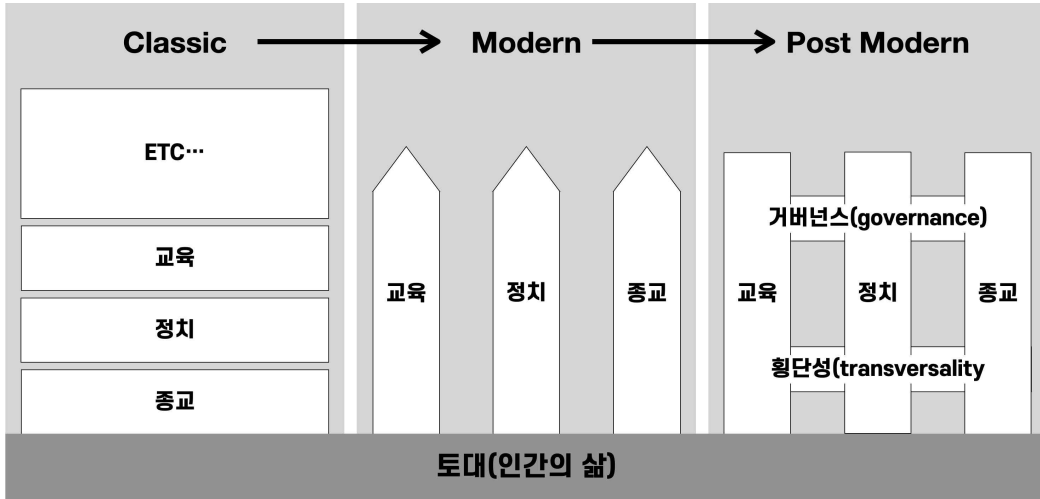 Classic
Modern
Post Modern
ETC…
교육
정치
종교
교육
정치
종교
거버넌스(governance)
교육
정치
종교
횡단성(transversality
토대(인간의 삶)